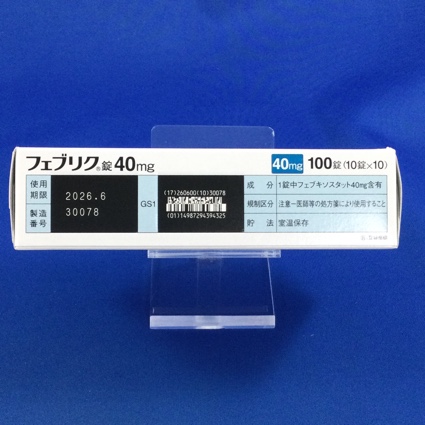 フェブリク®錠40mg
40mg 100錠(10錠×10)
使用期限 2026.6
製造番号 30078
GS1
(17)260600(10)30078
(01)14987294394325
成分 1錠中フェブキソスタット40mg含有
規制区分 注意―医師等の処方箋により使用すること
貯法 室温保存